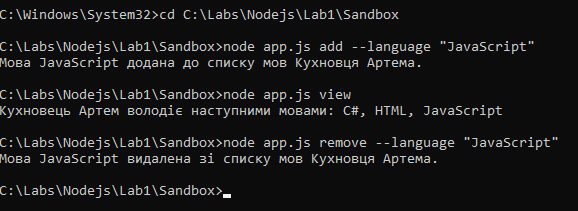 C:\Windows\System32>cd C:\Labs\Nodejs\Lab1\Sandbox
C:\Labs\Nodejs\Lab1\Sandbox>node app.js add --language "JavaScript"
Мова JavaScript додана до списку мов Кухновця Артема.
C:\Labs\Nodejs\Lab1\Sandbox>node app.js view
Кухновець Артем володіє наступними мовами: C#, HTML, JavaScript
C:\Labs\Nodejs\Lab1\Sandbox>node app.js remove --language "JavaScript"
Мова JavaScript видалена зі списку мов Кухновця Артема.
C:\Labs\Nodejs\Lab1\Sandbox>